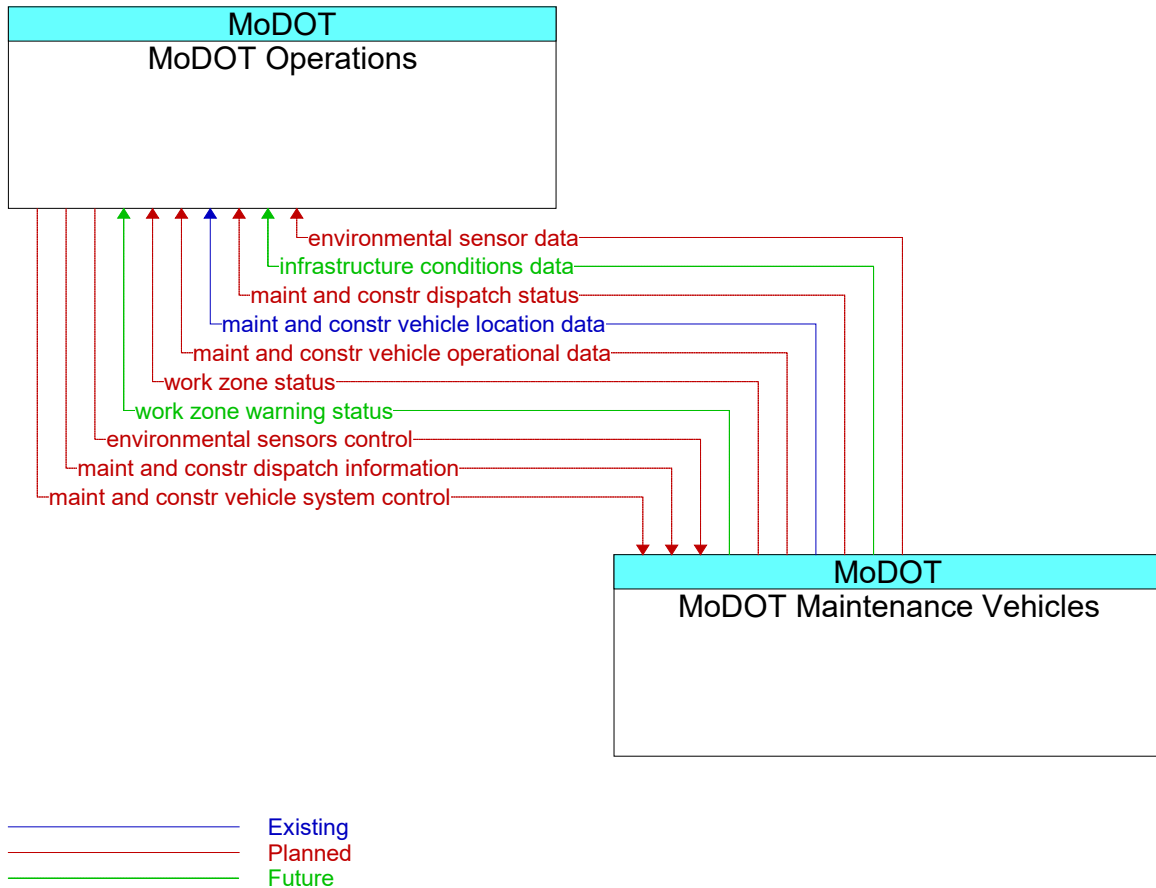 MoDOT
MoDOT Operations
environmental sensor data
infrastructure conditions data
maint and constr dispatch status
maint and constr vehicle location data
maint and constr vehicle operational data
work zone status
work zone warning status
environmental sensors control
maint and constr dispatch information
maint and constr vehicle system control
MoDOT
MoDOT Maintenance Vehicles
Existing
Planned
Future